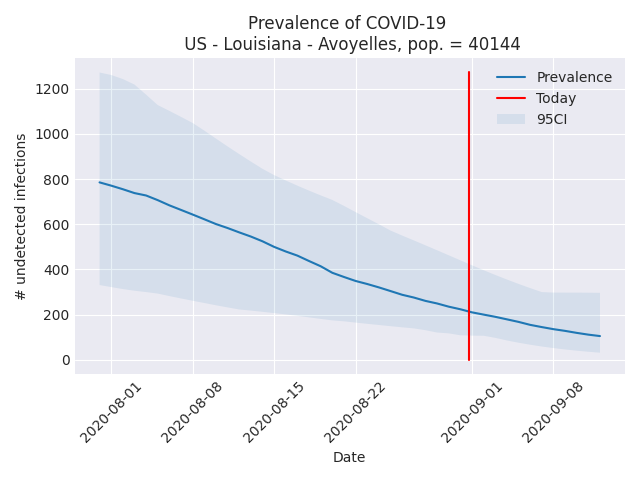 Prevalence of COVID-19
US - Louisiana - Avoyelles, pop. = 40144
Prevalence
Today
95CI
# undetected infections
1200
1000
800
600
400
200
0
2020-08-01
2020-08-08
2020-08-15
2020-08-22
2020-09-01
2020-09-08
Date